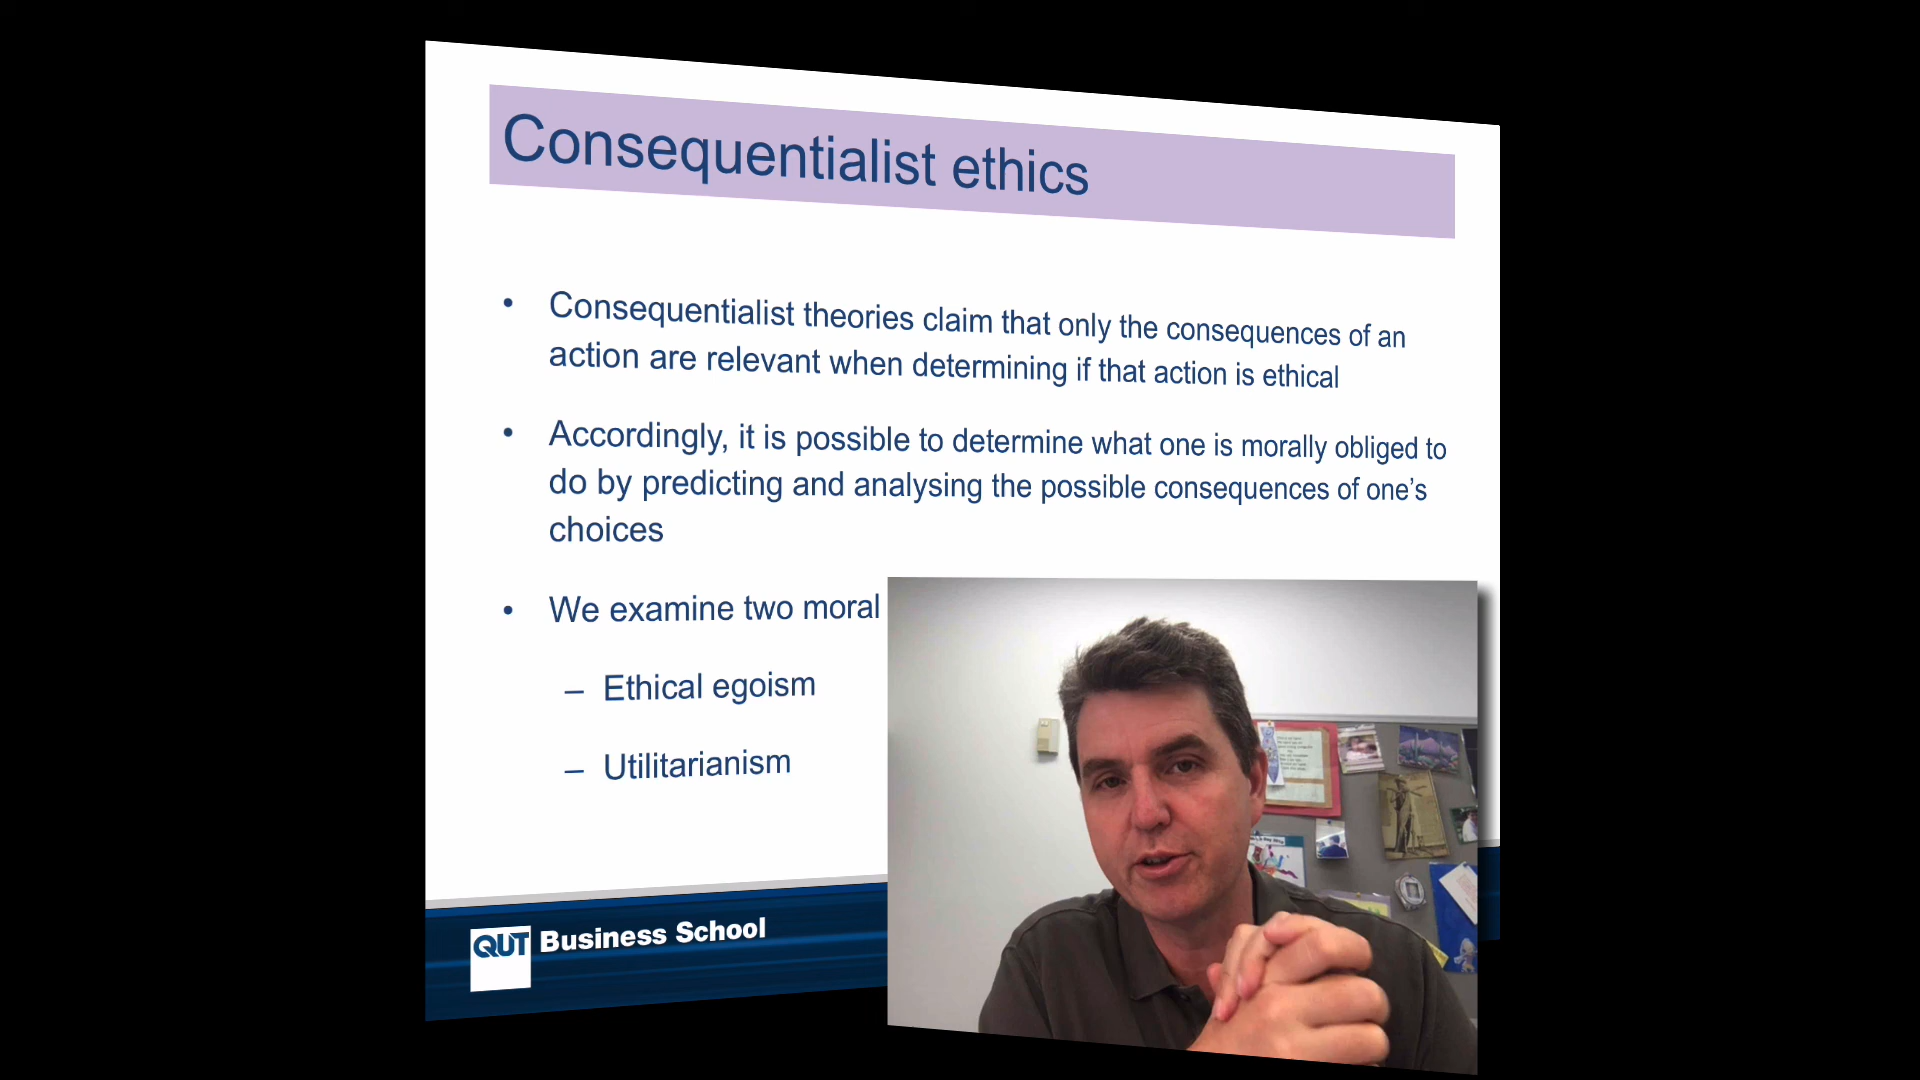 Consequentialist ethics
• Consequentialist theories claim that only the consequences of an
action are relevant when determining if that action is ethical
• Accordingly, it is possible to determine what one is morally obliged to
do by predicting and analysing the possible consequences of one’s
choices
• We examine two moral
– Ethical egoism
– Utilitarianism
QUT Business School